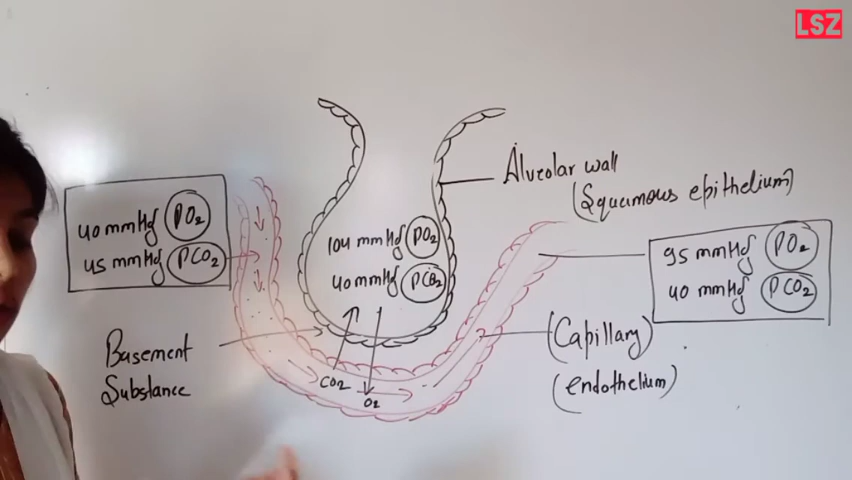 LSZ
Alveolar wall
(Squamous epithelium)
40 mmHg PO2
45 mmHg PCO2
104 mmHg PO2
40 mmHg PCO2
95 mmHg PO2
40 mmHg PCO2
Basement
Substance
(Capillary)
(endothelium)
CO2
O2